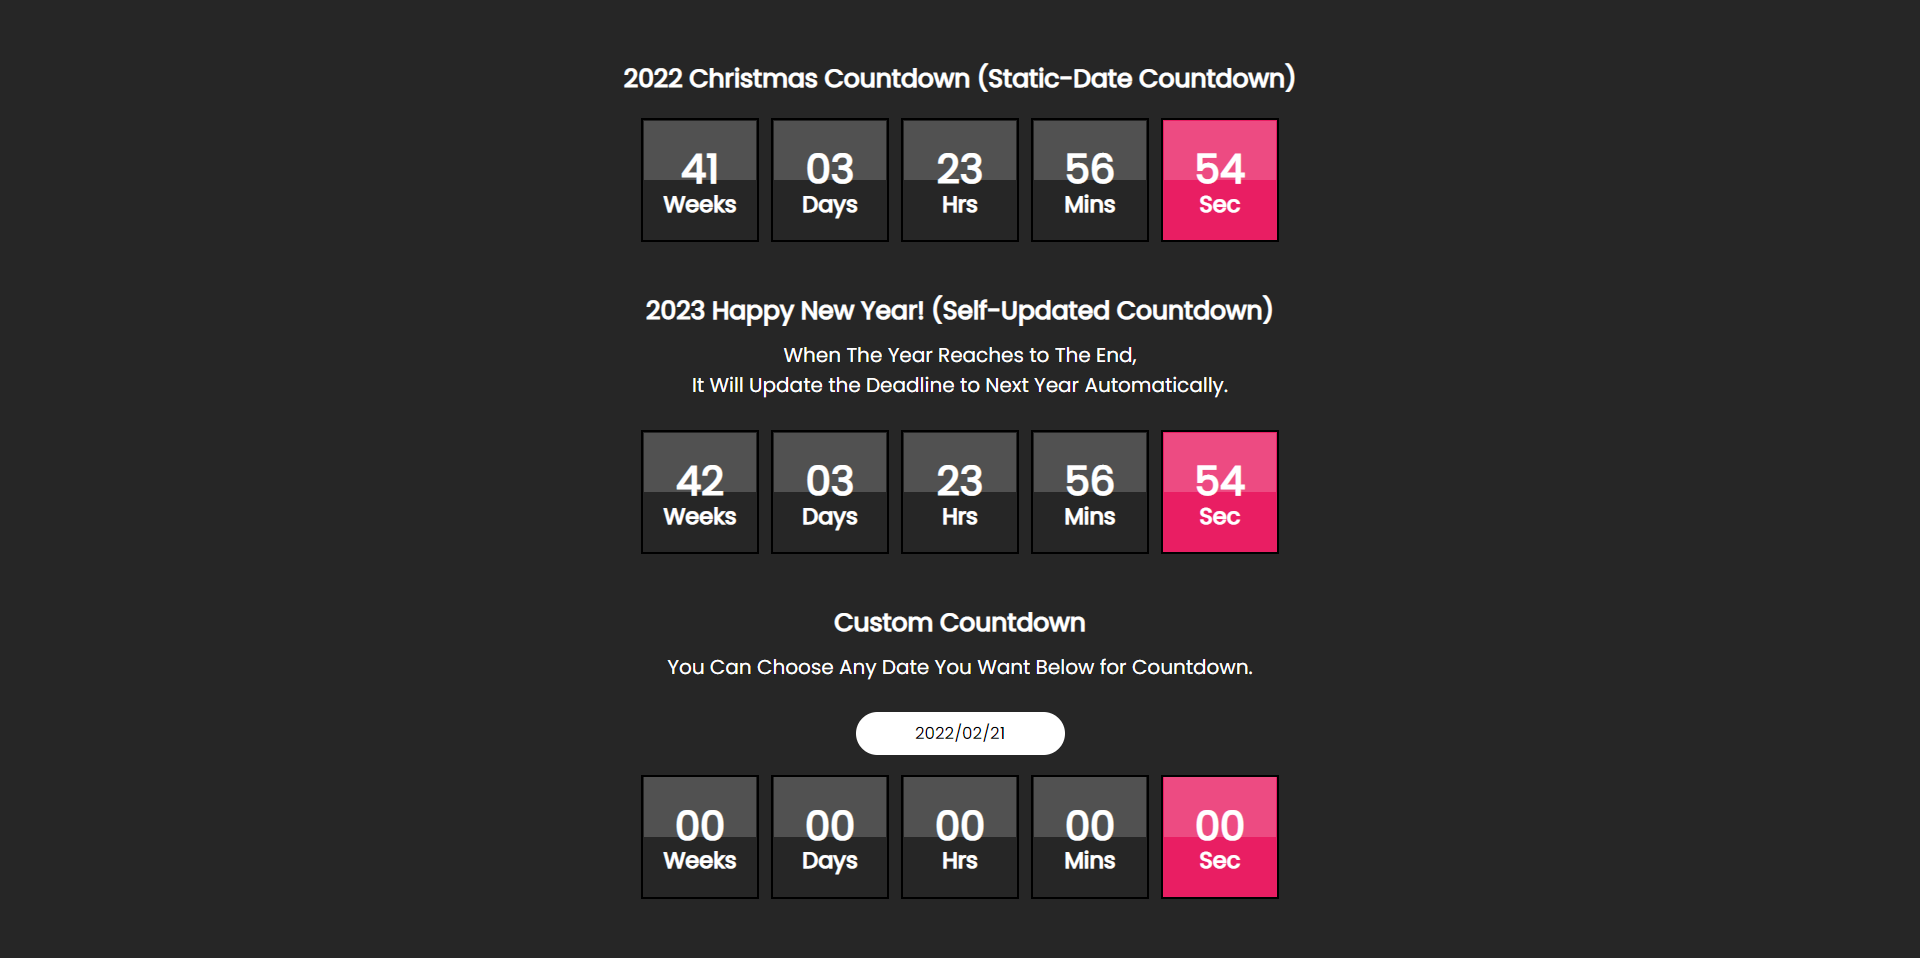 2022 Christmas Countdown (Static-Date Countdown)
41 03 23 56 54
Weeks Days Hrs Mins Sec
2023 Happy New Year! (Self-Updated Countdown)
When The Year Reaches to The End,
It Will Update the Deadline to Next Year Automatically.
42 03 23 56 54
Weeks Days Hrs Mins Sec
Custom Countdown
You Can Choose Any Date You Want Below for Countdown.
2022/02/21
00 00 00 00 00
Weeks Days Hrs Mins Sec